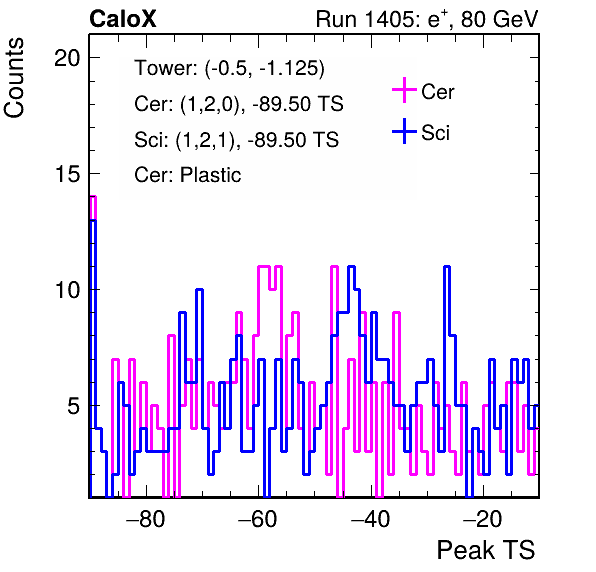 CaloX Run 1405: e⁺, 80 GeV
Counts
20
15
10
5
Tower: (-0.5, -1.125)
Cer: (1,2,0), -89.50 TS
Sci: (1,2,1), -89.50 TS
Cer: Plastic
Cer
Sci
−80 −60 −40 −20
Peak TS